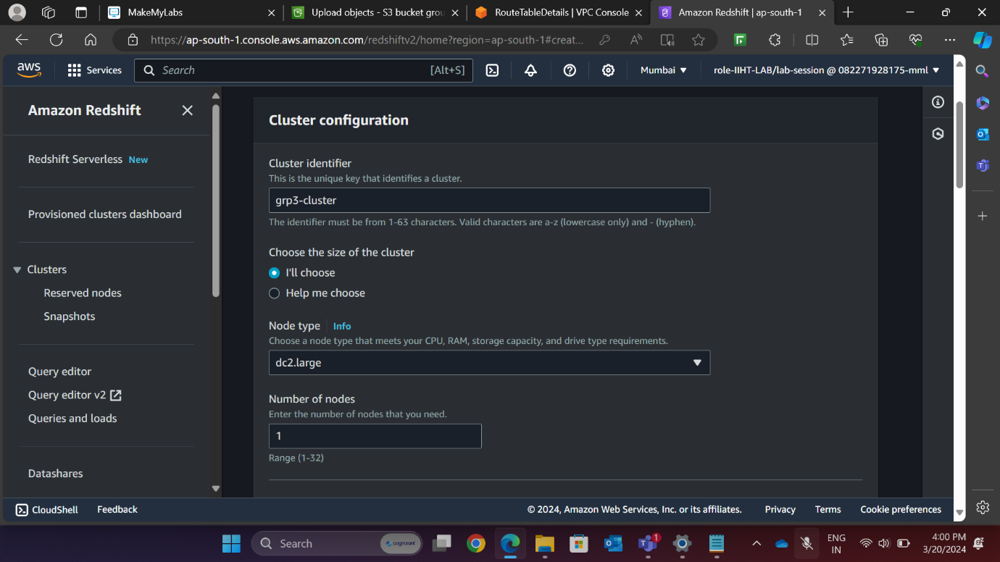 MakeMyLabs
Upload objects - S3 bucket gro
RouteTableDetails | VPC Console
Amazon Redshift | ap-south-1
https://ap-south-1.console.aws.amazon.com/redshiftv2/home?region=ap-south-1#creat...
aws
Services
Search
[Alt+S]
Mumbai
role-IIHT-LAB/lab-session @ 082271928175-mml
Amazon Redshift
Redshift Serverless New
Provisioned clusters dashboard
Clusters
Reserved nodes
Snapshots
Query editor
Query editor v2
Queries and loads
Datashares
Cluster configuration
Cluster identifier
This is the unique key that identifies a cluster.
grp3-cluster
The identifier must be from 1-63 characters. Valid characters are a-z (lowercase only) and - (hyphen).
Choose the size of the cluster
I'll choose
Help me choose
Node type Info
Choose a node type that meets your CPU, RAM, storage capacity, and drive type requirements.
dc2.large
Number of nodes
Enter the number of nodes that you need.
1
Range (1-32)
CloudShell
Feedback
© 2024, Amazon Web Services, Inc. or its affiliates.
Privacy
Terms
Cookie preferences
Search
cognizant
1
ENG
IN
4:00 PM
3/20/2024